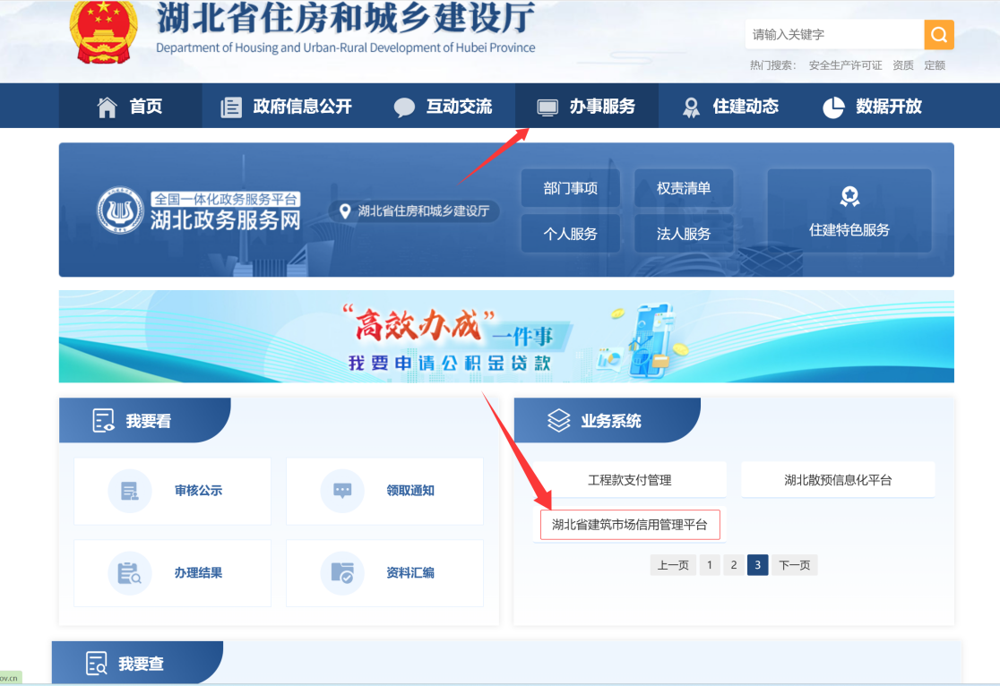 湖北省住房和城乡建设厅
Department of Housing and Urban-Rural Development of Hubei Province
请输入关键字
热门搜索： 安全生产许可证 资质 定额
首页 政府信息公开 互动交流 办事服务 住建动态 数据开放
全国一体化政务服务平台
湖北政务服务网
湖北省住房和城乡建设厅
部门事项 权责清单
个人服务 法人服务
住建特色服务
“高效办成”一件事
我要申请公积金贷款
我要看
审核公示 领取通知
办理结果 资料汇编
业务系统
工程款支付管理 湖北散预信息化平台
湖北省建筑市场信用管理平台
上一页 1 2 3 下一页
我要查
ov.cn